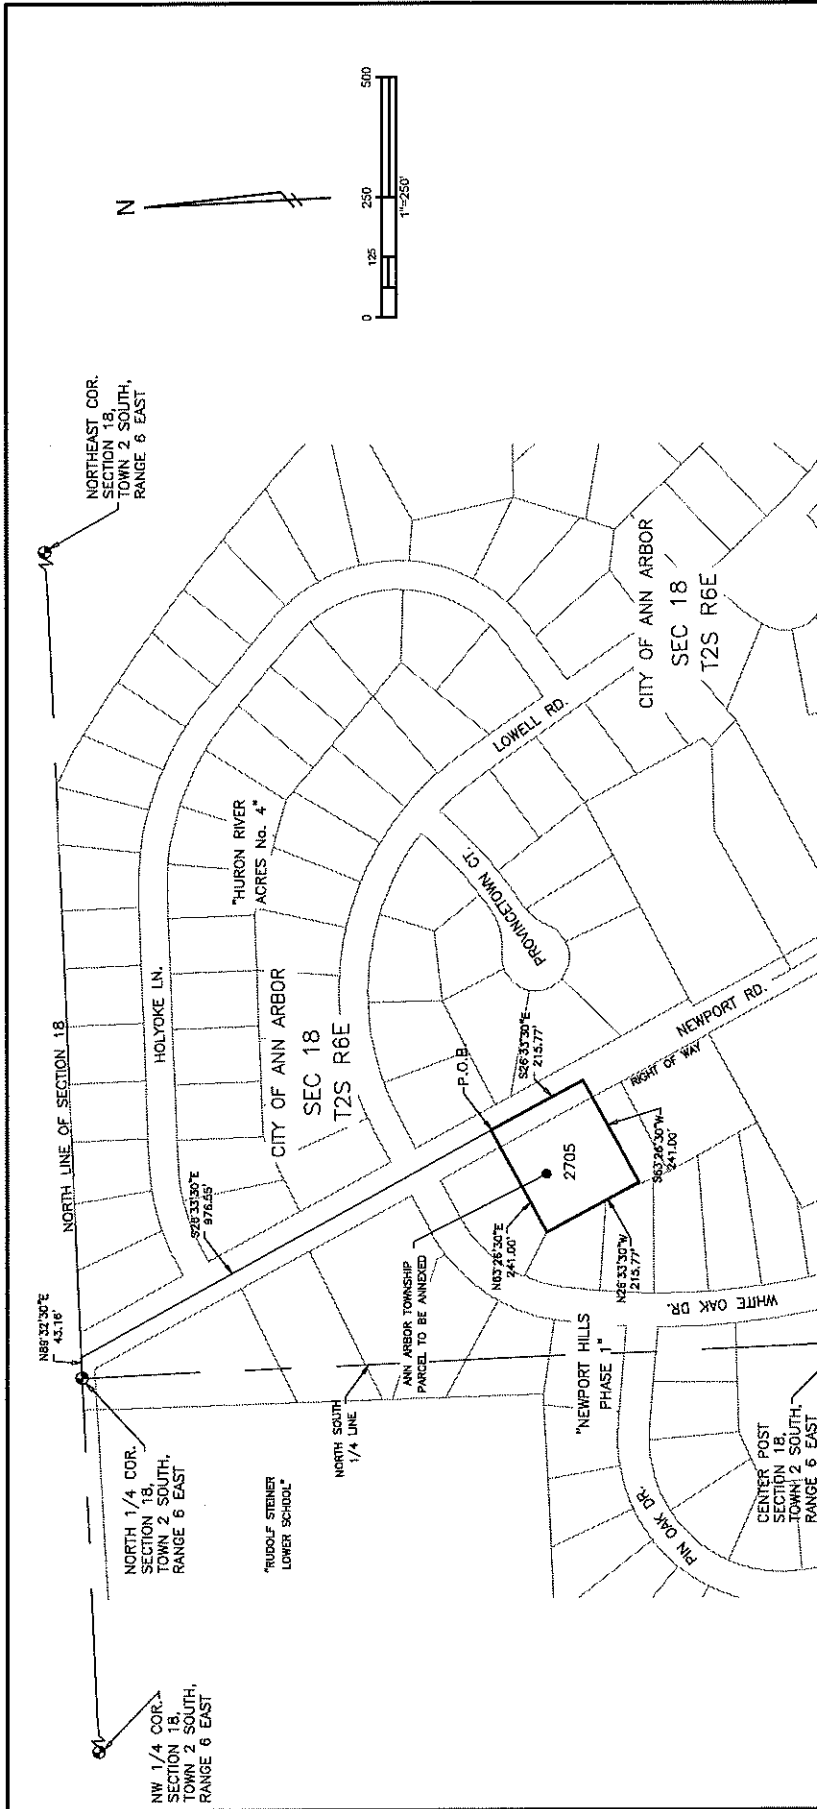 NW 1/4 COR.
SECTION 18,
TOWN 2 SOUTH,
RANGE 6 EAST
NORTH 1/4 COR.
SECTION 18,
TOWN 2 SOUTH,
RANGE 6 EAST
N89°32'30"E
43.16'
NORTH LINE OF SECTION 18
NORTHEAST COR.
SECTION 18,
TOWN 2 SOUTH,
RANGE 6 EAST
N
0
125
250
500
1"=250'
"RUDOLF STEINER
LOWER SCHOOL"
NORTH SOUTH
1/4 LINE
S26°33'30"E
976.55'
HOLYOKE LN.
"HURON RIVER
ACRES No. 4"
CITY OF ANN ARBOR
SEC 18
T2S R6E
ANN ARBOR TOWNSHIP
PARCEL TO BE ANNEXED
P.O.B.
N63°26'30"E
241.00'
S26°33'30"E
215.77'
2705
S63°26'30"W
241.00'
N26°33'30"W
215.77'
PROVINCETOWN CT.
LOWELL RD.
NEWPORT RD.
RIGHT OF WAY
CITY OF ANN ARBOR
SEC 18
T2S R6E
"NEWPORT HILLS
PHASE 1"
WHITE OAK DR.
PIN OAK DR.
CENTER POST
SECTION 18,
TOWN 2 SOUTH,
RANGE 6 EAST